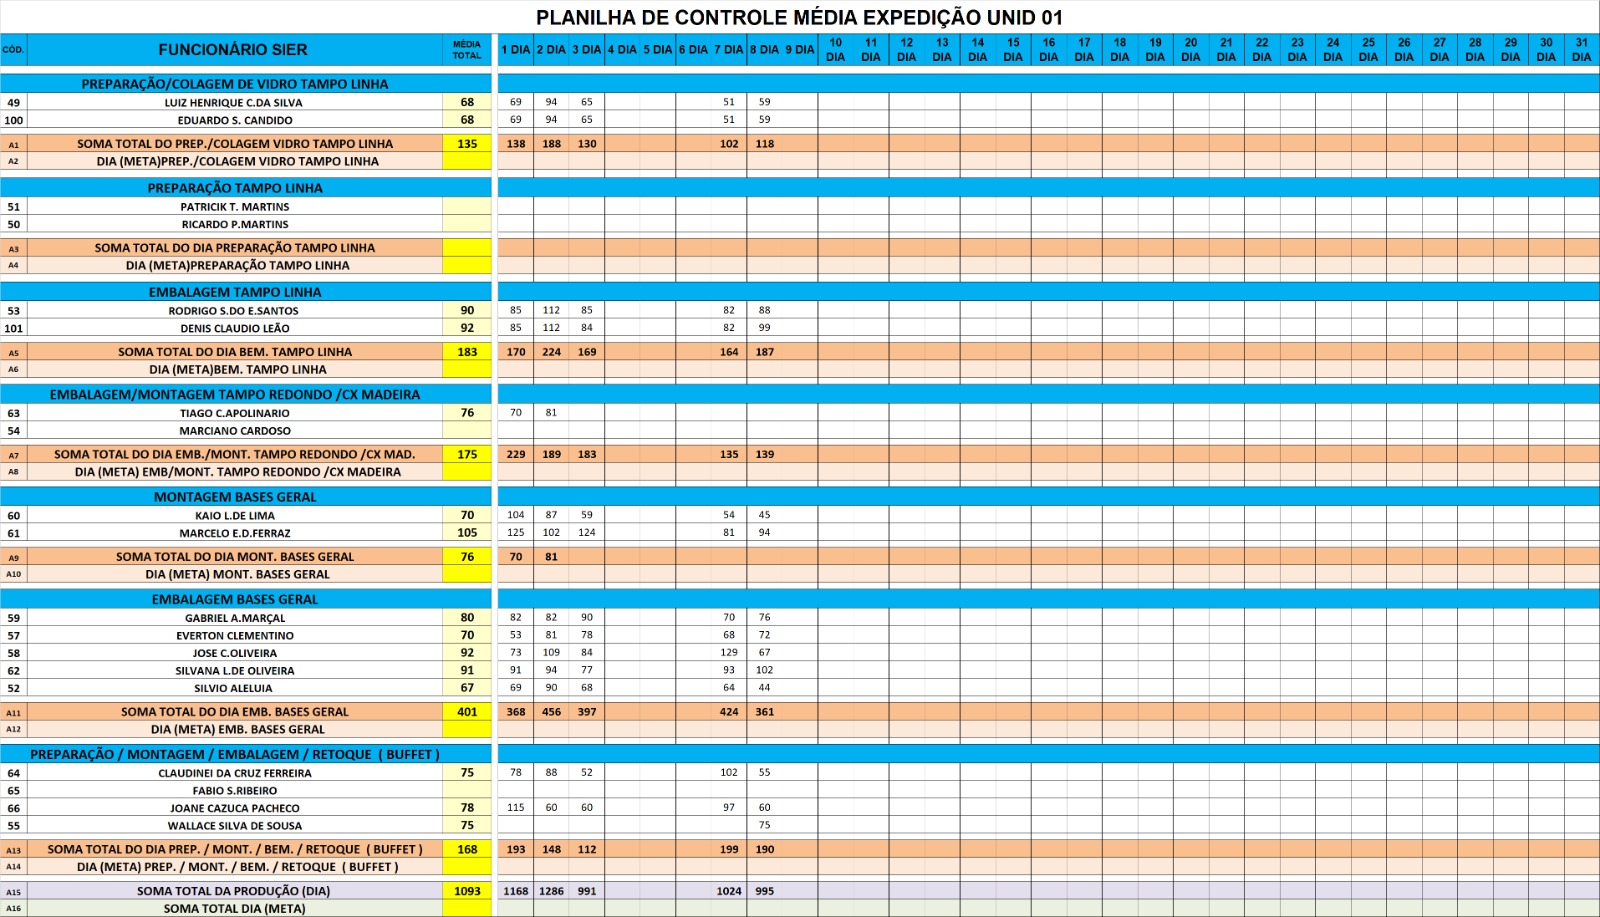 PLANILHA DE CONTROLE MÉDIA EXPEDIÇÃO UNID 01
CÓD. FUNCIONÁRIO SIER MÉDIA TOTAL 1 DIA 2 DIA 3 DIA 4 DIA 5 DIA 6 DIA 7 DIA 8 DIA 9 DIA 10 DIA 11 DIA 12 DIA 13 DIA 14 DIA 15 DIA 16 DIA 17 DIA 18 DIA 19 DIA 20 DIA 21 DIA 22 DIA 23 DIA 24 DIA 25 DIA 26 DIA 27 DIA 28 DIA 29 DIA 30 DIA 31 DIA
PREPARAÇÃO/COLAGEM DE VIDRO TAMPO LINHA
49 LUIZ HENRIQUE C.DA SILVA 68 69 94 65 51 59
100 EDUARDO S. CANDIDO 68 69 94 65 51 59
A1 SOMA TOTAL DO PREP./COLAGEM VIDRO TAMPO LINHA 135 138 188 130 102 118
A2 DIA (META)PREP./COLAGEM VIDRO TAMPO LINHA
PREPARAÇÃO TAMPO LINHA
51 PATRICIK T. MARTINS
50 RICARDO P.MARTINS
A3 SOMA TOTAL DO DIA PREPARAÇÃO TAMPO LINHA
A4 DIA (META)PREPARAÇÃO TAMPO LINHA
EMBALAGEM TAMPO LINHA
53 RODRIGO S.DO E.SANTOS 90 85 112 85 82 88
101 DENIS CLAUDIO LEÃO 92 85 112 84 82 99
A5 SOMA TOTAL DO DIA BEM. TAMPO LINHA 183 170 224 169 164 187
A6 DIA (META)BEM. TAMPO LINHA
EMBALAGEM/MONTAGEM TAMPO REDONDO /CX MADEIRA
63 TIAGO C.APOLINARIO 76 70 81
54 MARCIANO CARDOSO
A7 SOMA TOTAL DO DIA EMB./MONT. TAMPO REDONDO /CX MAD. 175 229 189 183 135 139
A8 DIA (META) EMB/MONT. TAMPO REDONDO /CX MADEIRA
MONTAGEM BASES GERAL
60 KAIO L.DE LIMA 70 104 87 59 54 45
61 MARCELO E.D.FERRAZ 105 125 102 124 81 94
A9 SOMA TOTAL DO DIA MONT. BASES GERAL 76 70 81
A10 DIA (META) MONT. BASES GERAL
EMBALAGEM BASES GERAL
59 GABRIEL A.MARÇAL 80 82 82 90 70 76
57 EVERTON CLEMENTINO 70 53 81 78 68 72
58 JOSE C.OLIVEIRA 92 73 109 84 129 67
62 SILVANA L.DE OLIVEIRA 91 91 94 77 93 102
52 SILVIO ALELUIA 67 69 90 68 64 44
A11 SOMA TOTAL DO DIA EMB. BASES GERAL 401 368 456 397 424 361
A12 DIA (META) EMB. BASES GERAL
PREPARAÇÃO / MONTAGEM / EMBALAGEM / RETOQUE ( BUFFET )
64 CLAUDINEI DA CRUZ FERREIRA 75 78 88 52 102 55
65 FABIO S.RIBEIRO
66 JOANE CAZUCA PACHECO 78 115 60 60 97 60
55 WALLACE SILVA DE SOUSA 75 75
A13 SOMA TOTAL DO DIA PREP. / MONT. / BEM. / RETOQUE ( BUFFET ) 168 193 148 112 199 190
A14 DIA (META) PREP. / MONT. / BEM. / RETOQUE ( BUFFET )
A15 SOMA TOTAL DA PRODUÇÃO (DIA) 1093 1168 1286 991 1024 995
A16 SOMA TOTAL DIA (META)